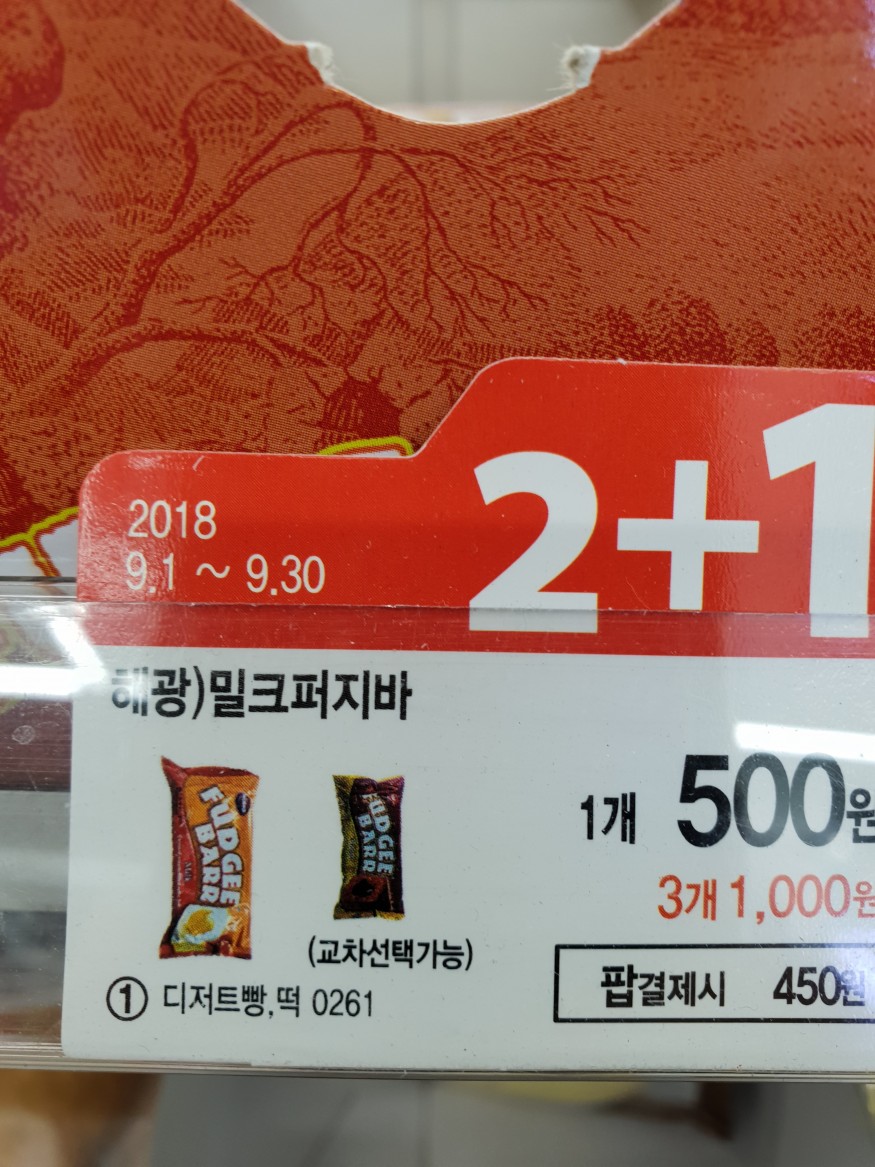 2018
9.1 ~ 9.30
2+1
해광)밀크퍼지바
FUDGEE
BARR
FUDGEE
BARR
(교차선택가능)
1개 500원
3개 1,000원
팝결제시 450원
① 디저트빵,떡 0261